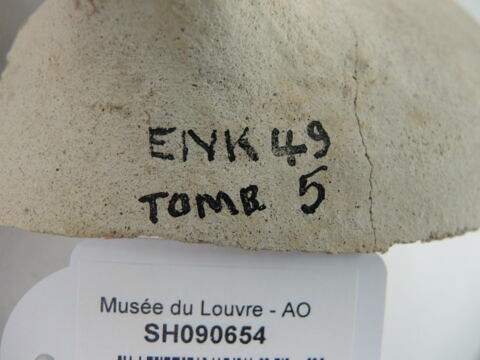 ENK 49
TOMB 5
Musée du Louvre - AO
SH090654